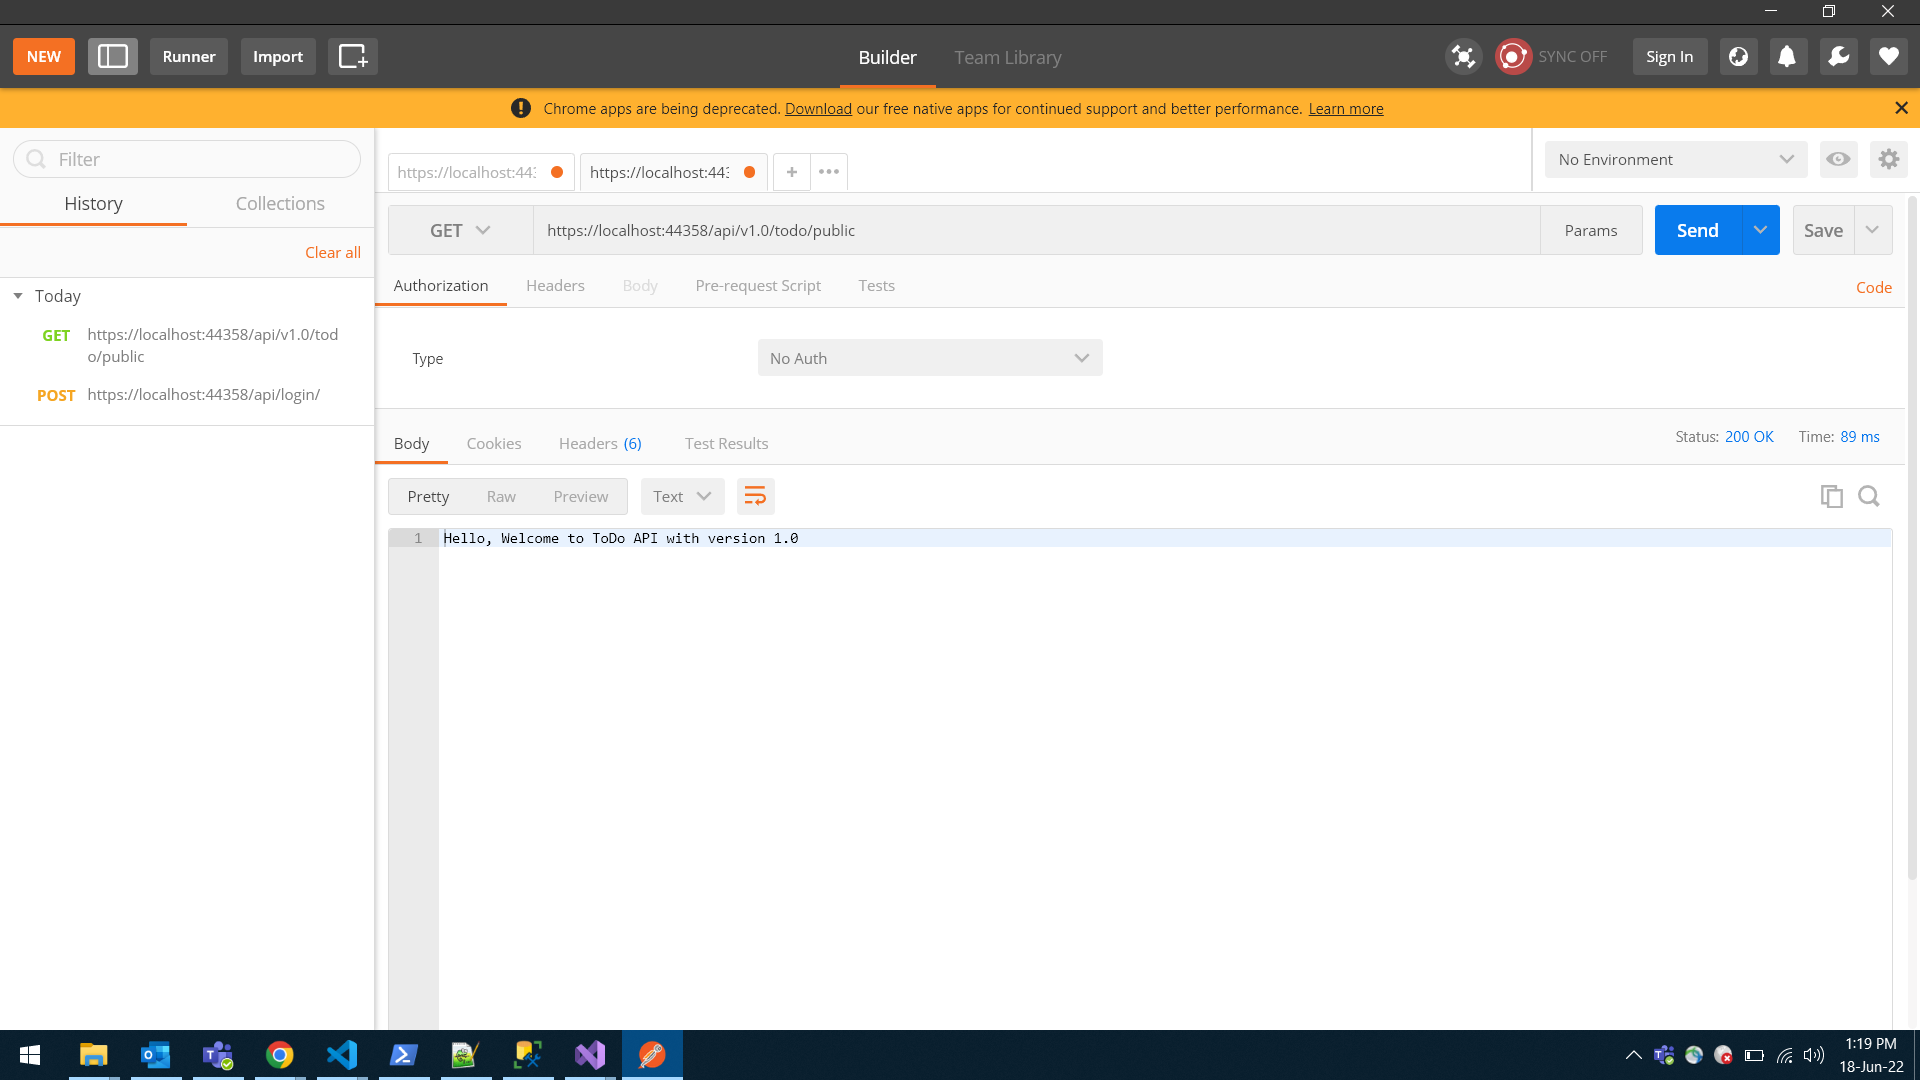 NEW
Runner
Import
Builder
Team Library
SYNC OFF
Sign In
Chrome apps are being deprecated. Download our free native apps for continued support and better performance. Learn more
Filter
History
Collections
Clear all
Today
GET https://localhost:44358/api/v1.0/tod
o/public
POST https://localhost:44358/api/login/
https://localhost:443
https://localhost:443
No Environment
GET
https://localhost:44358/api/v1.0/todo/public
Params
Send
Save
Authorization
Headers
Body
Pre-request Script
Tests
Code
Type
No Auth
Body
Cookies
Headers (6)
Test Results
Status: 200 OK
Time: 89 ms
Pretty
Raw
Preview
Text
1 Hello, Welcome to ToDo API with version 1.0
1:19 PM
18-Jun-22